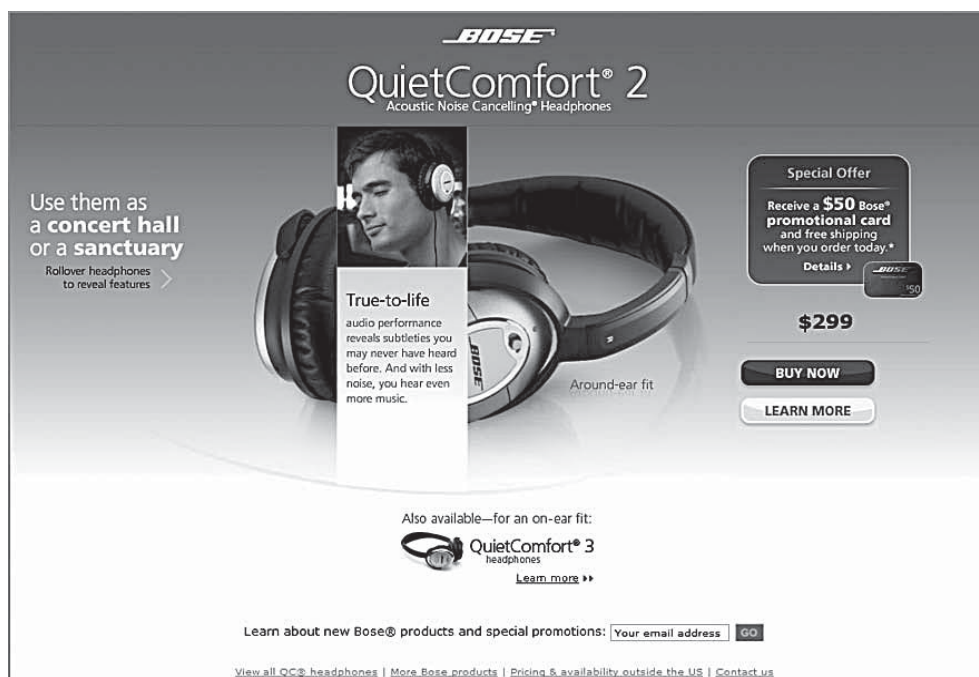 BOSE
QuietComfort® 2
Acoustic Noise Cancelling® Headphones
Use them as
a concert hall
or a sanctuary
Rollover headphones
to reveal features
True-to-life
audio performance
reveals subtleties you
may never have heard
before. And with less
noise, you hear even
more music.
BOSE
Around-ear fit
Special Offer
Receive a $50 Bose®
promotional card
and free shipping
when you order today.*
Details
BOSE
$50
$299
BUY NOW
LEARN MORE
Also available—for an on-ear fit:
QuietComfort® 3
headphones
Learn more
Learn about new Bose® products and special promotions: Your email address GO
View all QC® headphones | More Bose products | Pricing & availability outside the US | Contact us